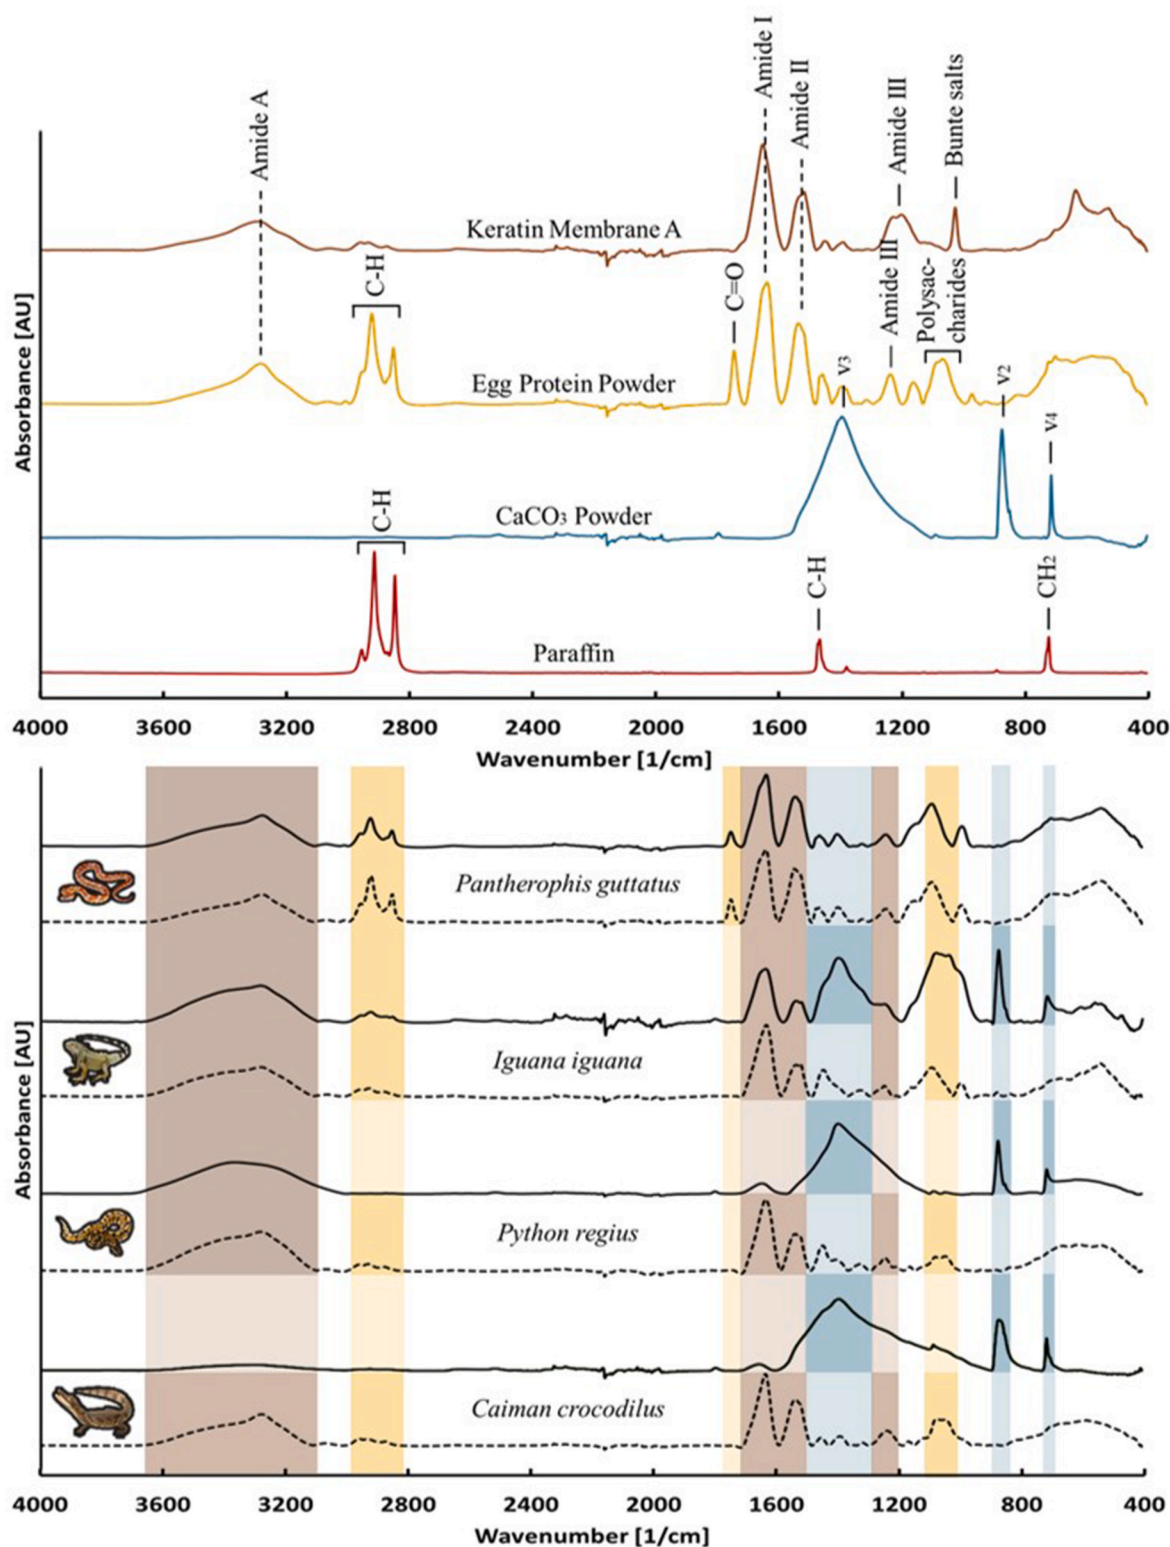 Amide A
Amide I
Amide II
Amide III
Bunte salts
Keratin Membrane A
C-H
C=O
Amide III
Polysac-
charides
Egg Protein Powder
ν3
ν2
ν4
CaCO3 Powder
C-H
C-H
CH2
Paraffin
Absorbance [AU]
4000 3600 3200 2800 2400 2000 1600 1200 800 400
Wavenumber [1/cm]
Pantherophis guttatus
Iguana iguana
Python regius
Caiman crocodilus
Absorbance [AU]
4000 3600 3200 2800 2400 2000 1600 1200 800 400
Wavenumber [1/cm]